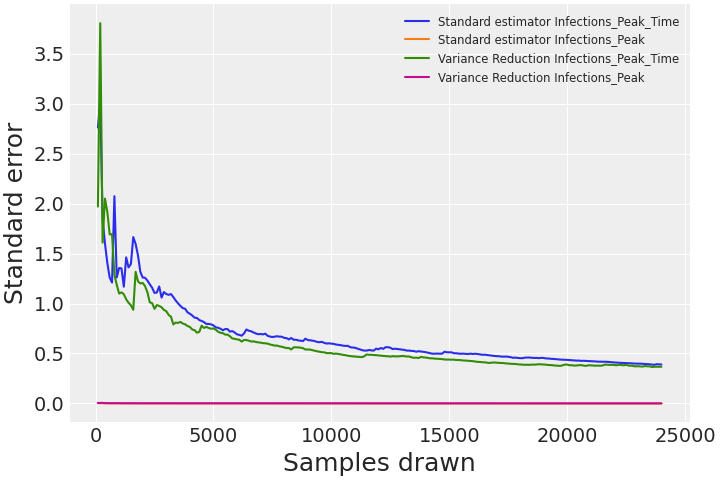 Standard estimator Infections_Peak_Time
Standard estimator Infections_Peak
Variance Reduction Infections_Peak_Time
Variance Reduction Infections_Peak
Standard error
3.5
3.0
2.5
2.0
1.5
1.0
0.5
0.0
0 5000 10000 15000 20000 25000
Samples drawn